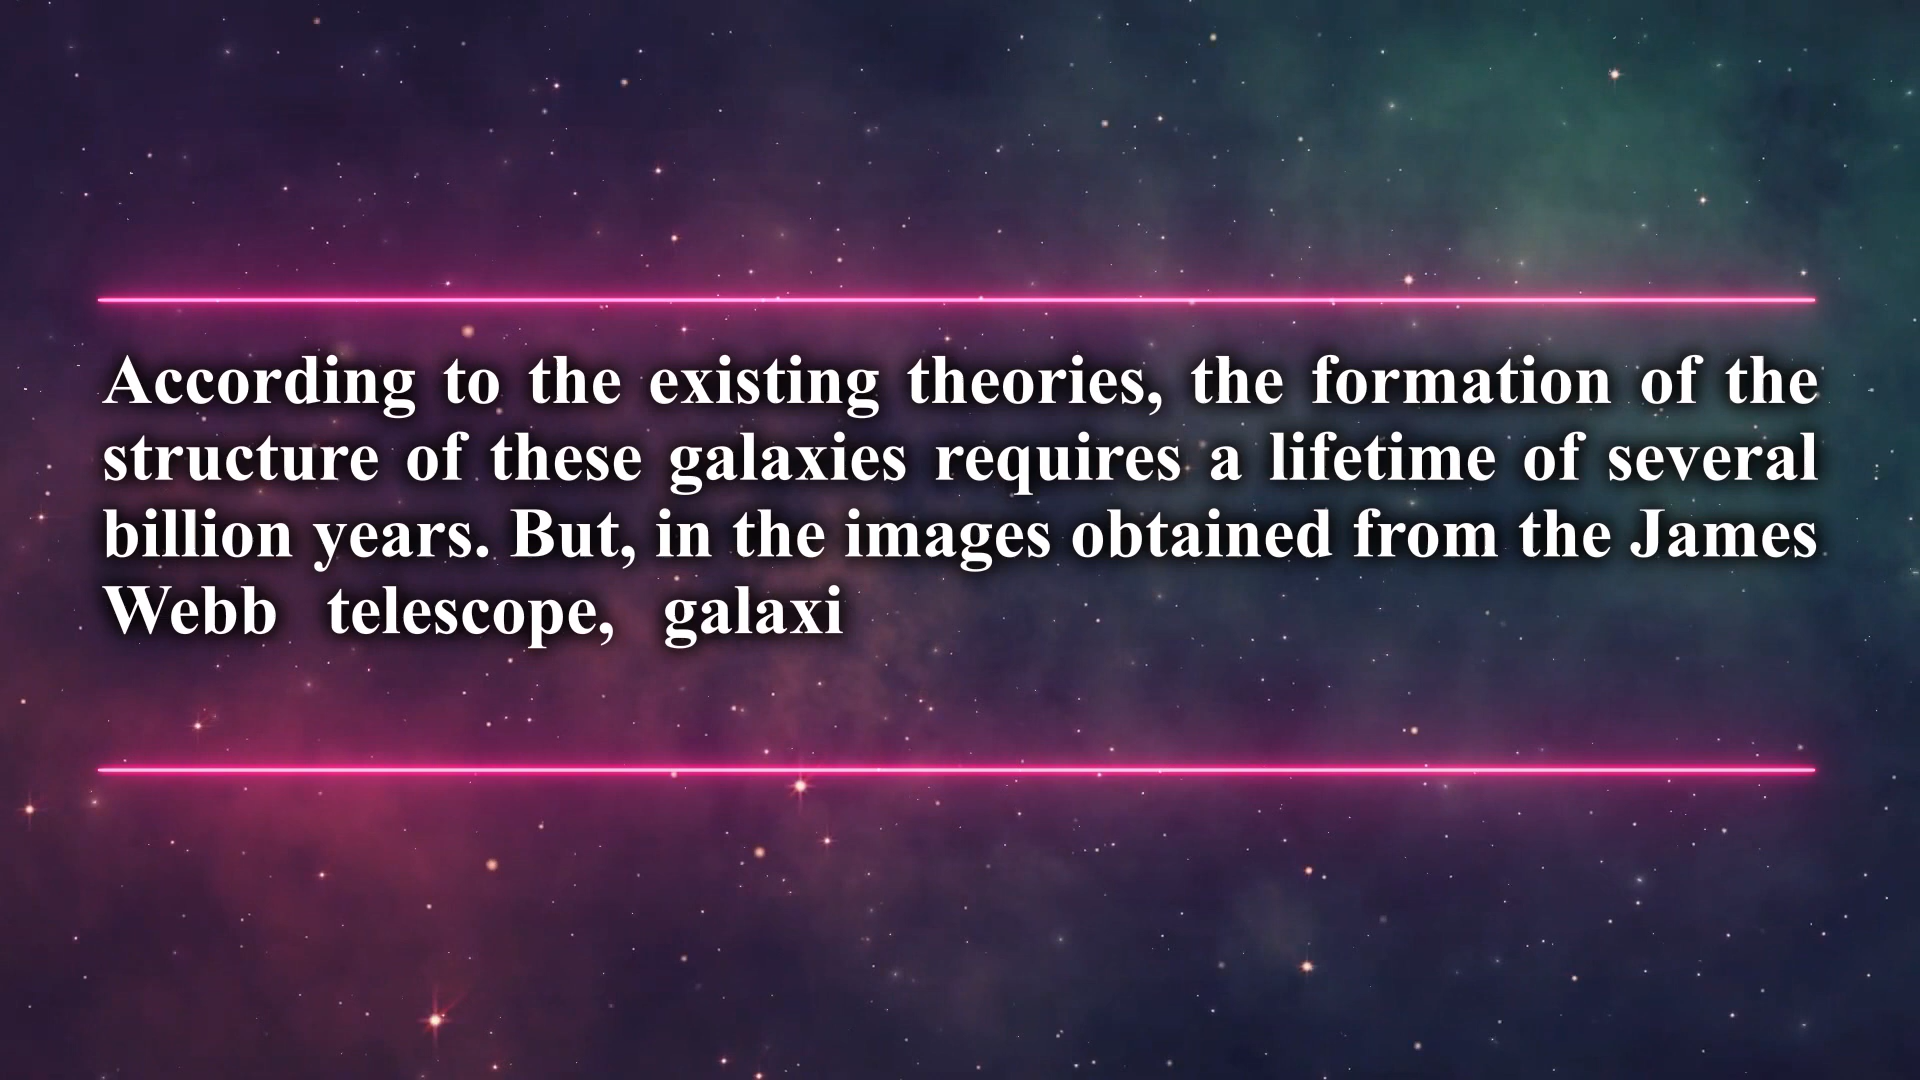 According to the existing theories, the formation of the
structure of these galaxies requires a lifetime of several
billion years. But, in the images obtained from the James
Webb telescope, galaxi